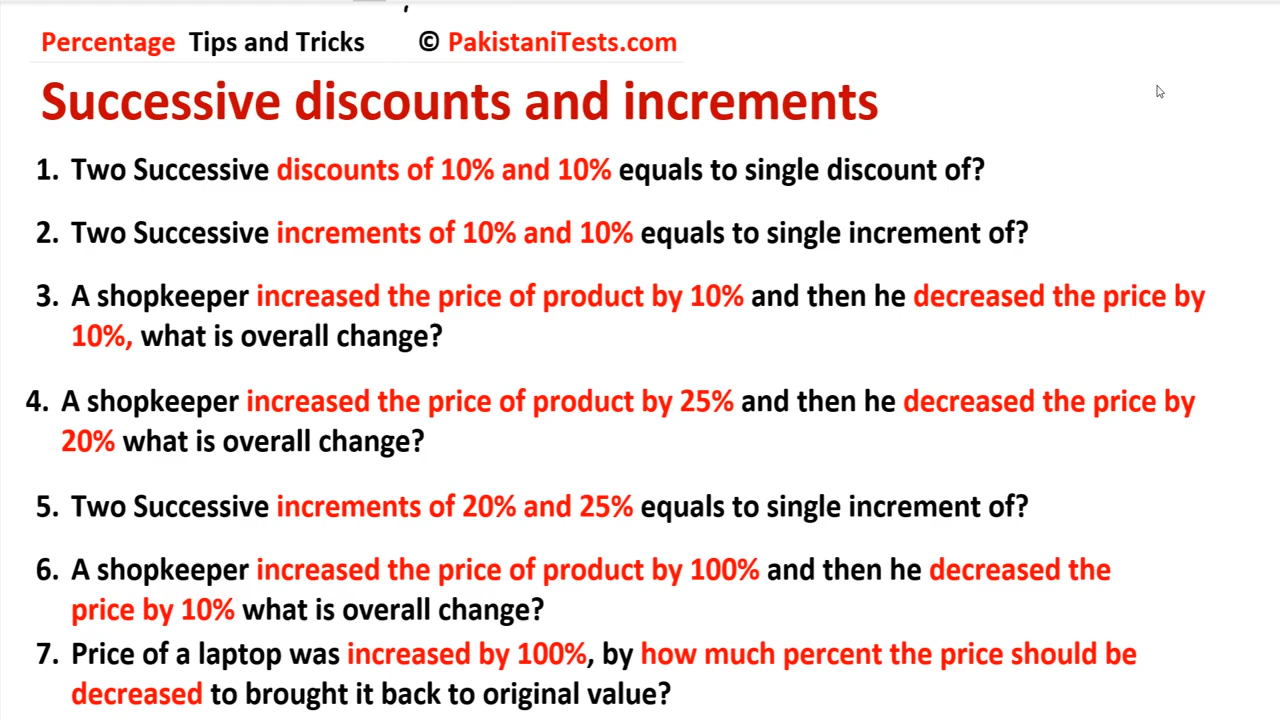 Percentage Tips and Tricks © PakistaniTests.com
Successive discounts and increments
1. Two Successive discounts of 10% and 10% equals to single discount of?
2. Two Successive increments of 10% and 10% equals to single increment of?
3. A shopkeeper increased the price of product by 10% and then he decreased the price by
10%, what is overall change?
4. A shopkeeper increased the price of product by 25% and then he decreased the price by
20% what is overall change?
5. Two Successive increments of 20% and 25% equals to single increment of?
6. A shopkeeper increased the price of product by 100% and then he decreased the
price by 10% what is overall change?
7. Price of a laptop was increased by 100%, by how much percent the price should be
decreased to brought it back to original value?